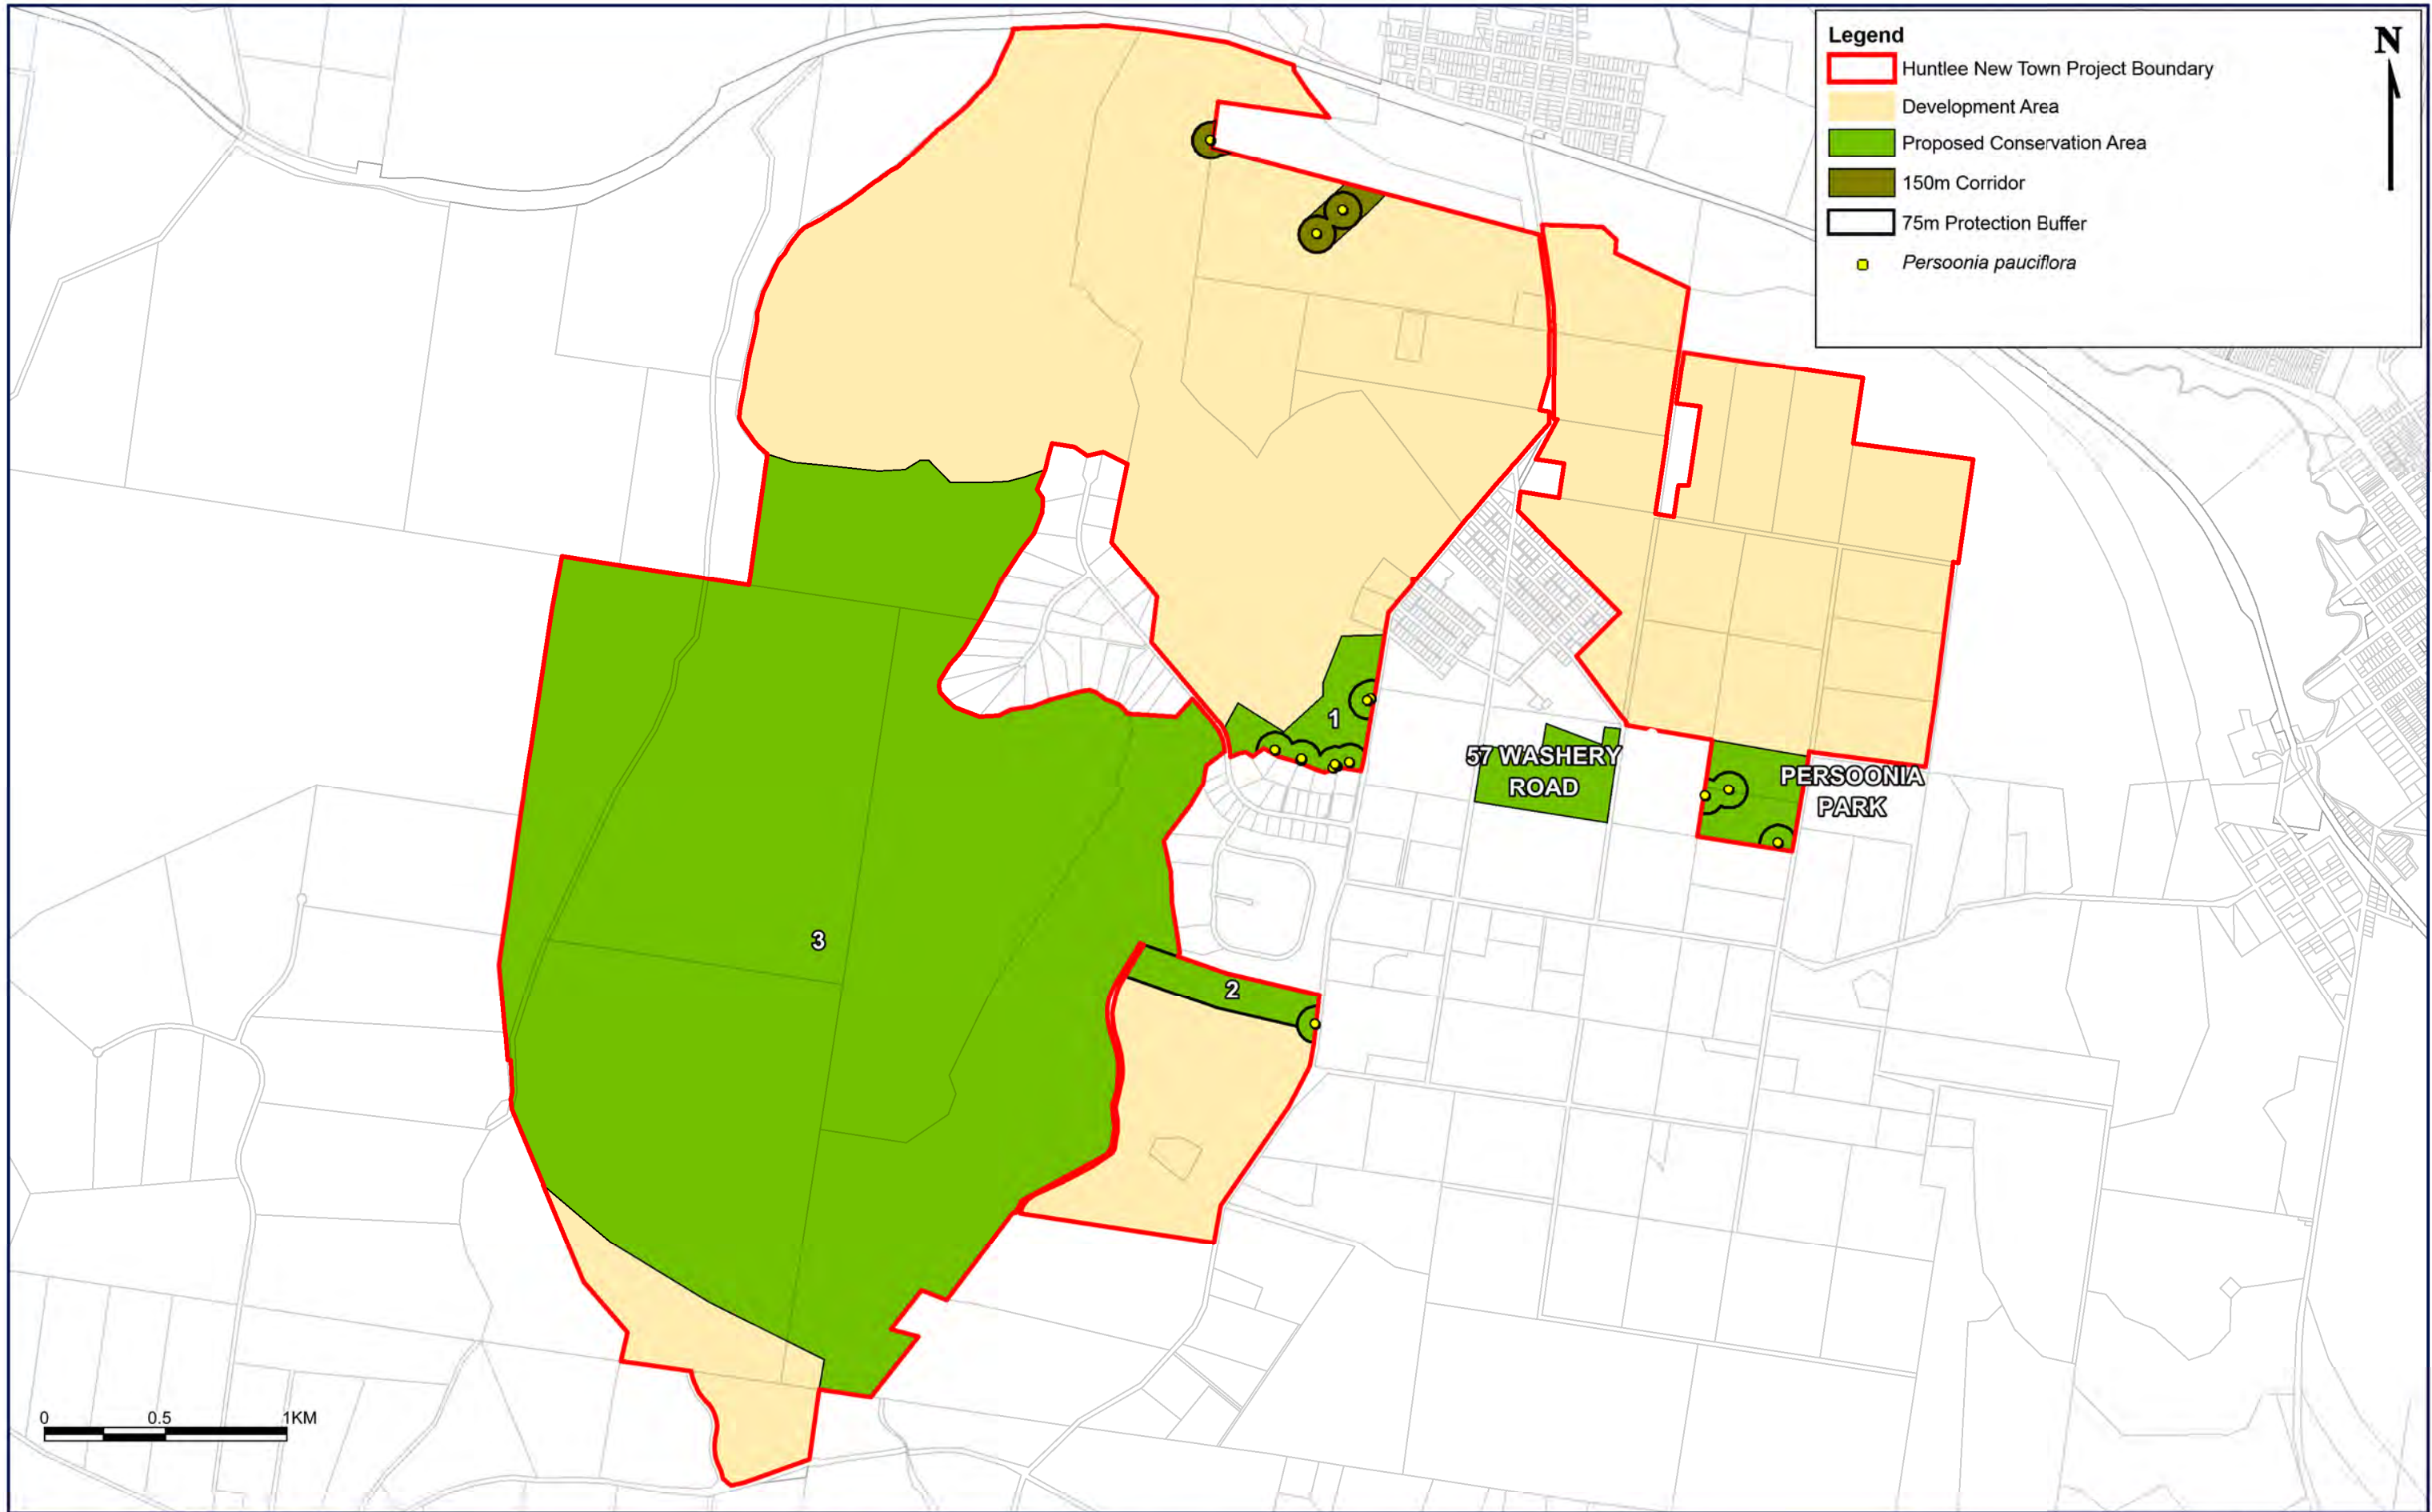 Legend
N
Huntlee New Town Project Boundary
Development Area
Proposed Conservation Area
150m Corridor
75m Protection Buffer
Persoonia pauciflora
1
57 WASHERY
ROAD
PERSOONIA
PARK
3
2
0 0.5 1KM